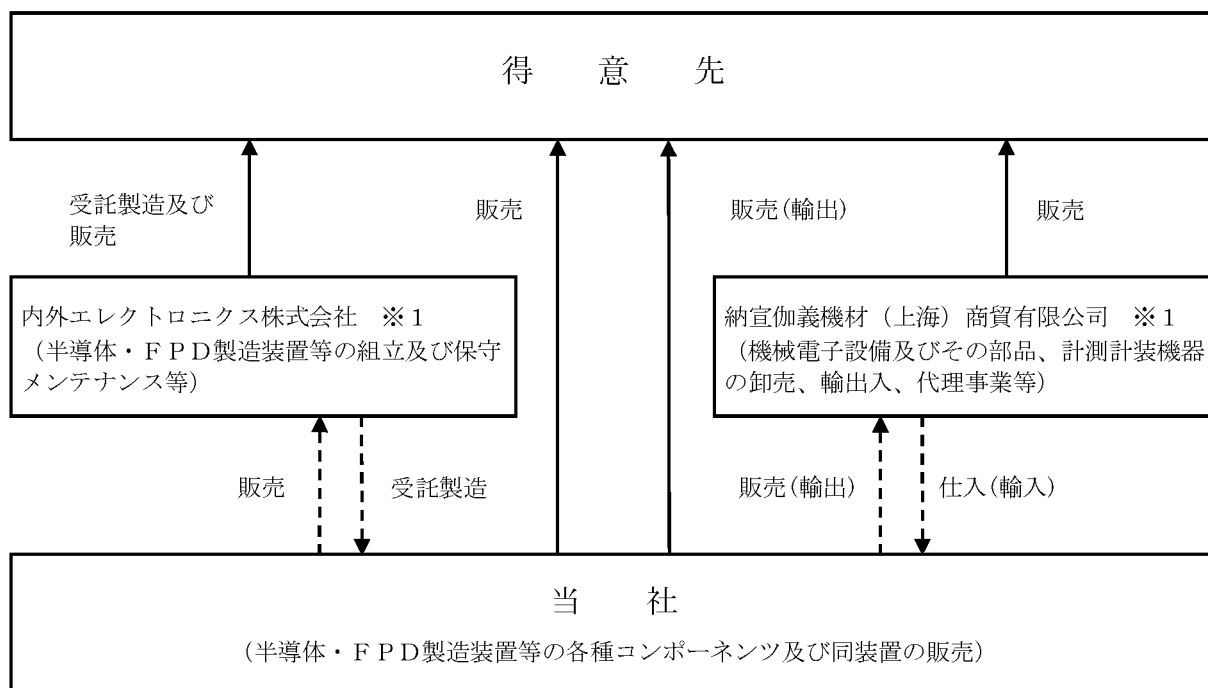 得　意　先
受託製造及び
販売
販売
販売(輸出)
販売
内外エレクトロニクス株式会社　※１
（半導体・ＦＰＤ製造装置等の組立及び保守
メンテナンス等）
納宣伽義機材（上海）商貿有限公司　※１
（機械電子設備及びその部品、計測計装機器
の卸売、輸出入、代理事業等）
販売
受託製造
販売(輸出)
仕入(輸入)
当　社
（半導体・ＦＰＤ製造装置等の各種コンポーネンツ及び同装置の販売）